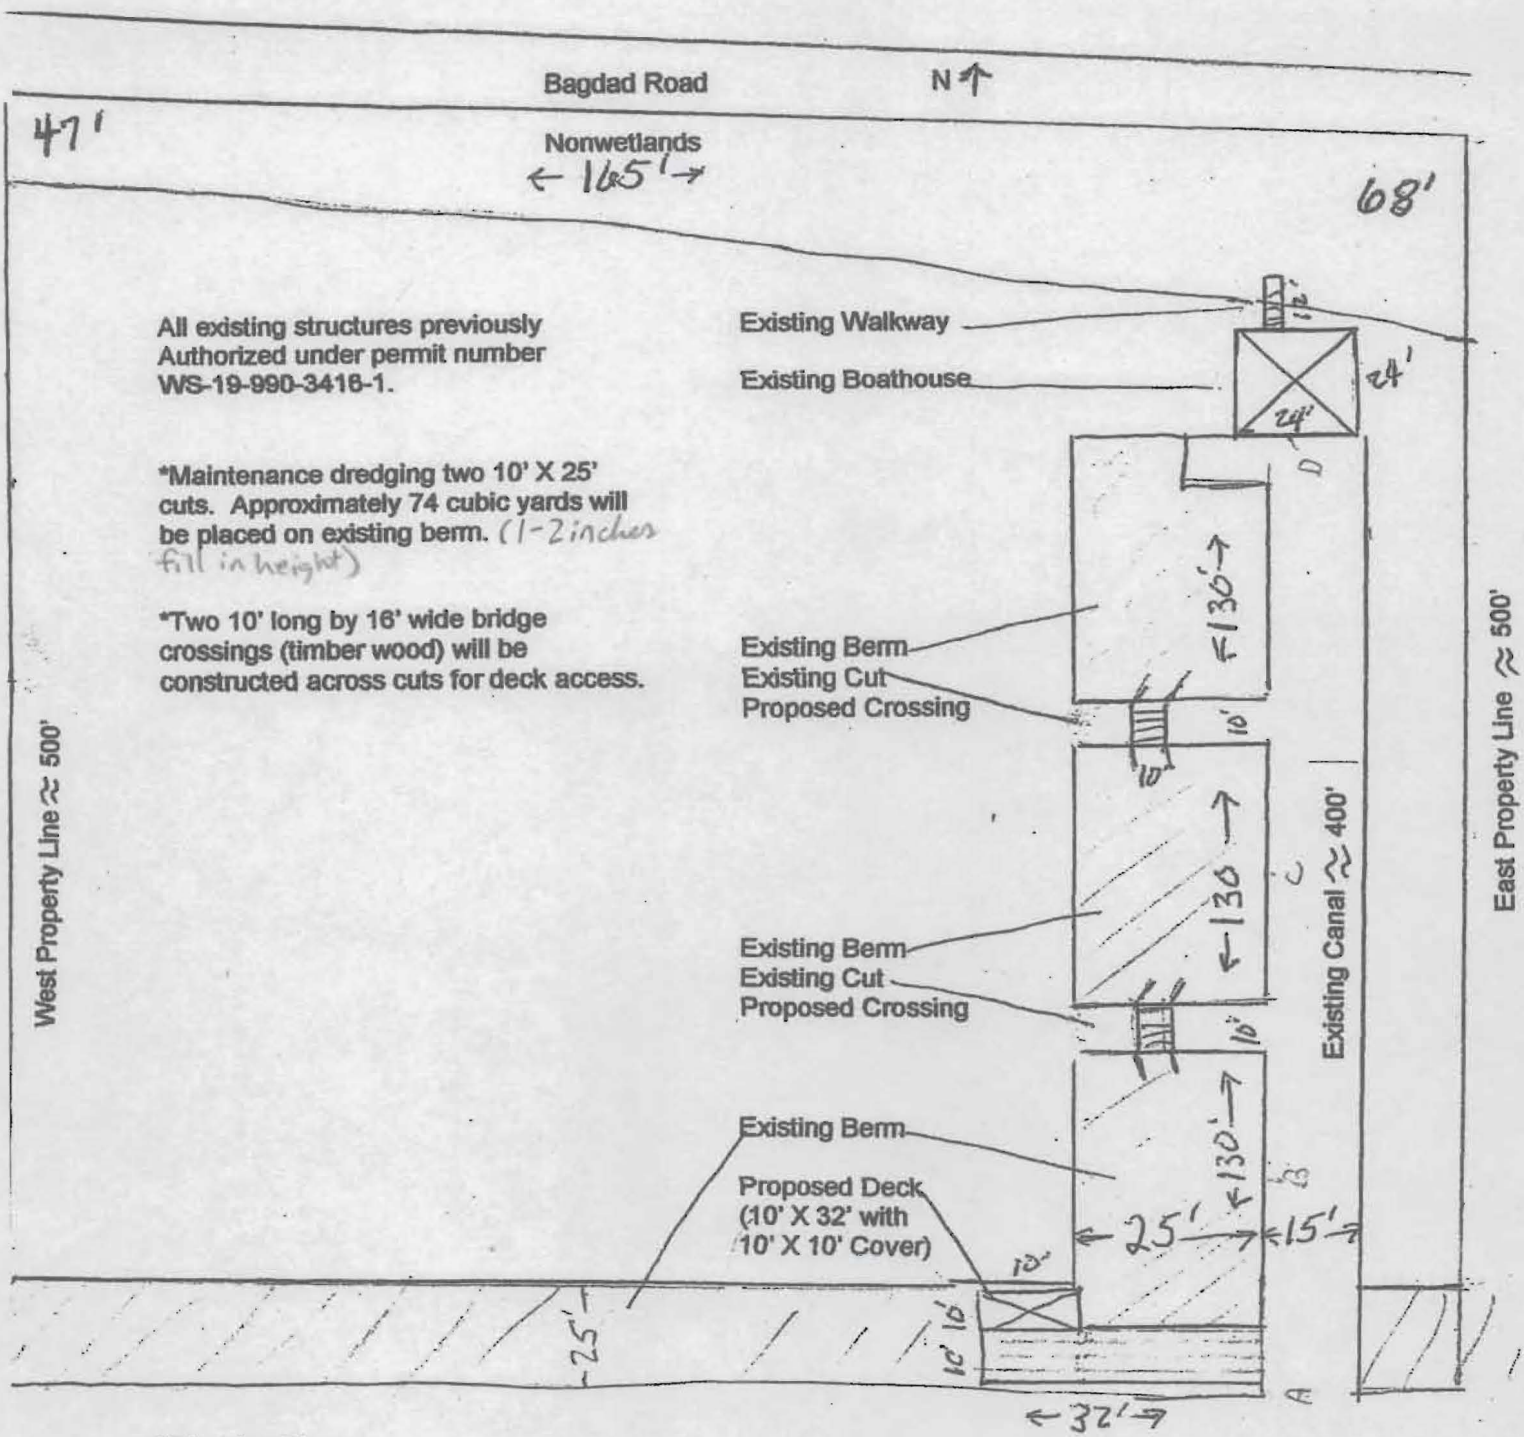 Bagdad Road
N
47'
Nonwetlands
← 165' →
68'
12'
All existing structures previously
Authorized under permit number
WS-19-990-3416-1.
Existing Walkway
Existing Boathouse
24'
24'
D
*Maintenance dredging two 10' X 25'
cuts. Approximately 74 cubic yards will
be placed on existing berm. (1-2 inches
fill in height)
*Two 10' long by 16' wide bridge
crossings (timber wood) will be
constructed across cuts for deck access.
←130'→
Existing Berm
Existing Cut
Proposed Crossing
10'
10'
West Property Line ≈ 500'
East Property Line ≈ 500'
←130→
C
Existing Canal ≈ 400'
Existing Berm
Existing Cut
Proposed Crossing
10'
Existing Berm
←130'→
B
Proposed Deck
(10' X 32' with
10' X 10' Cover)
←25'→
←15'→
10'
10'
10'
25'
A
←32'→